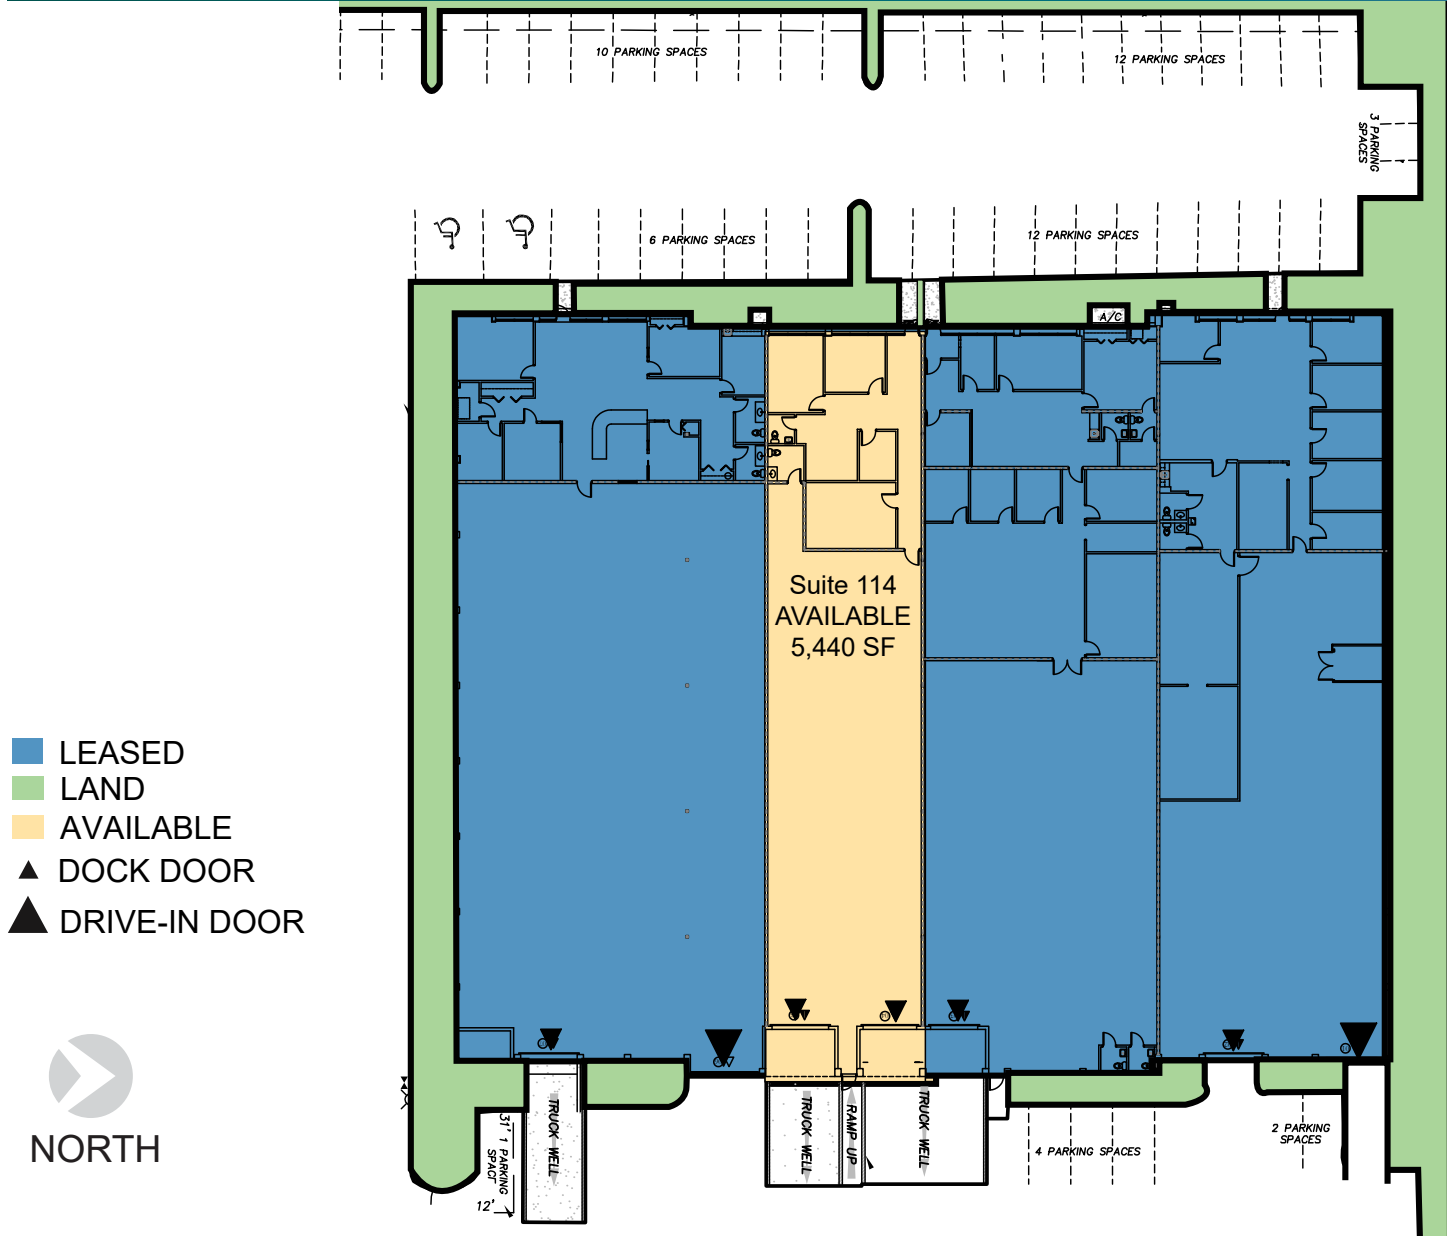 10 PARKING SPACES
12 PARKING SPACES
3 PARKING
SPACES
6 PARKING SPACES
12 PARKING SPACES
A/C
Suite 114
AVAILABLE
5,440 SF
LEASED
LAND
AVAILABLE
DOCK DOOR
DRIVE-IN DOOR
NORTH
31'
1 PARKING
12'
TRUCK WELL
TRUCK WELL
RAMP UP
TRUCK WELL
4 PARKING SPACES
2 PARKING
SPACES